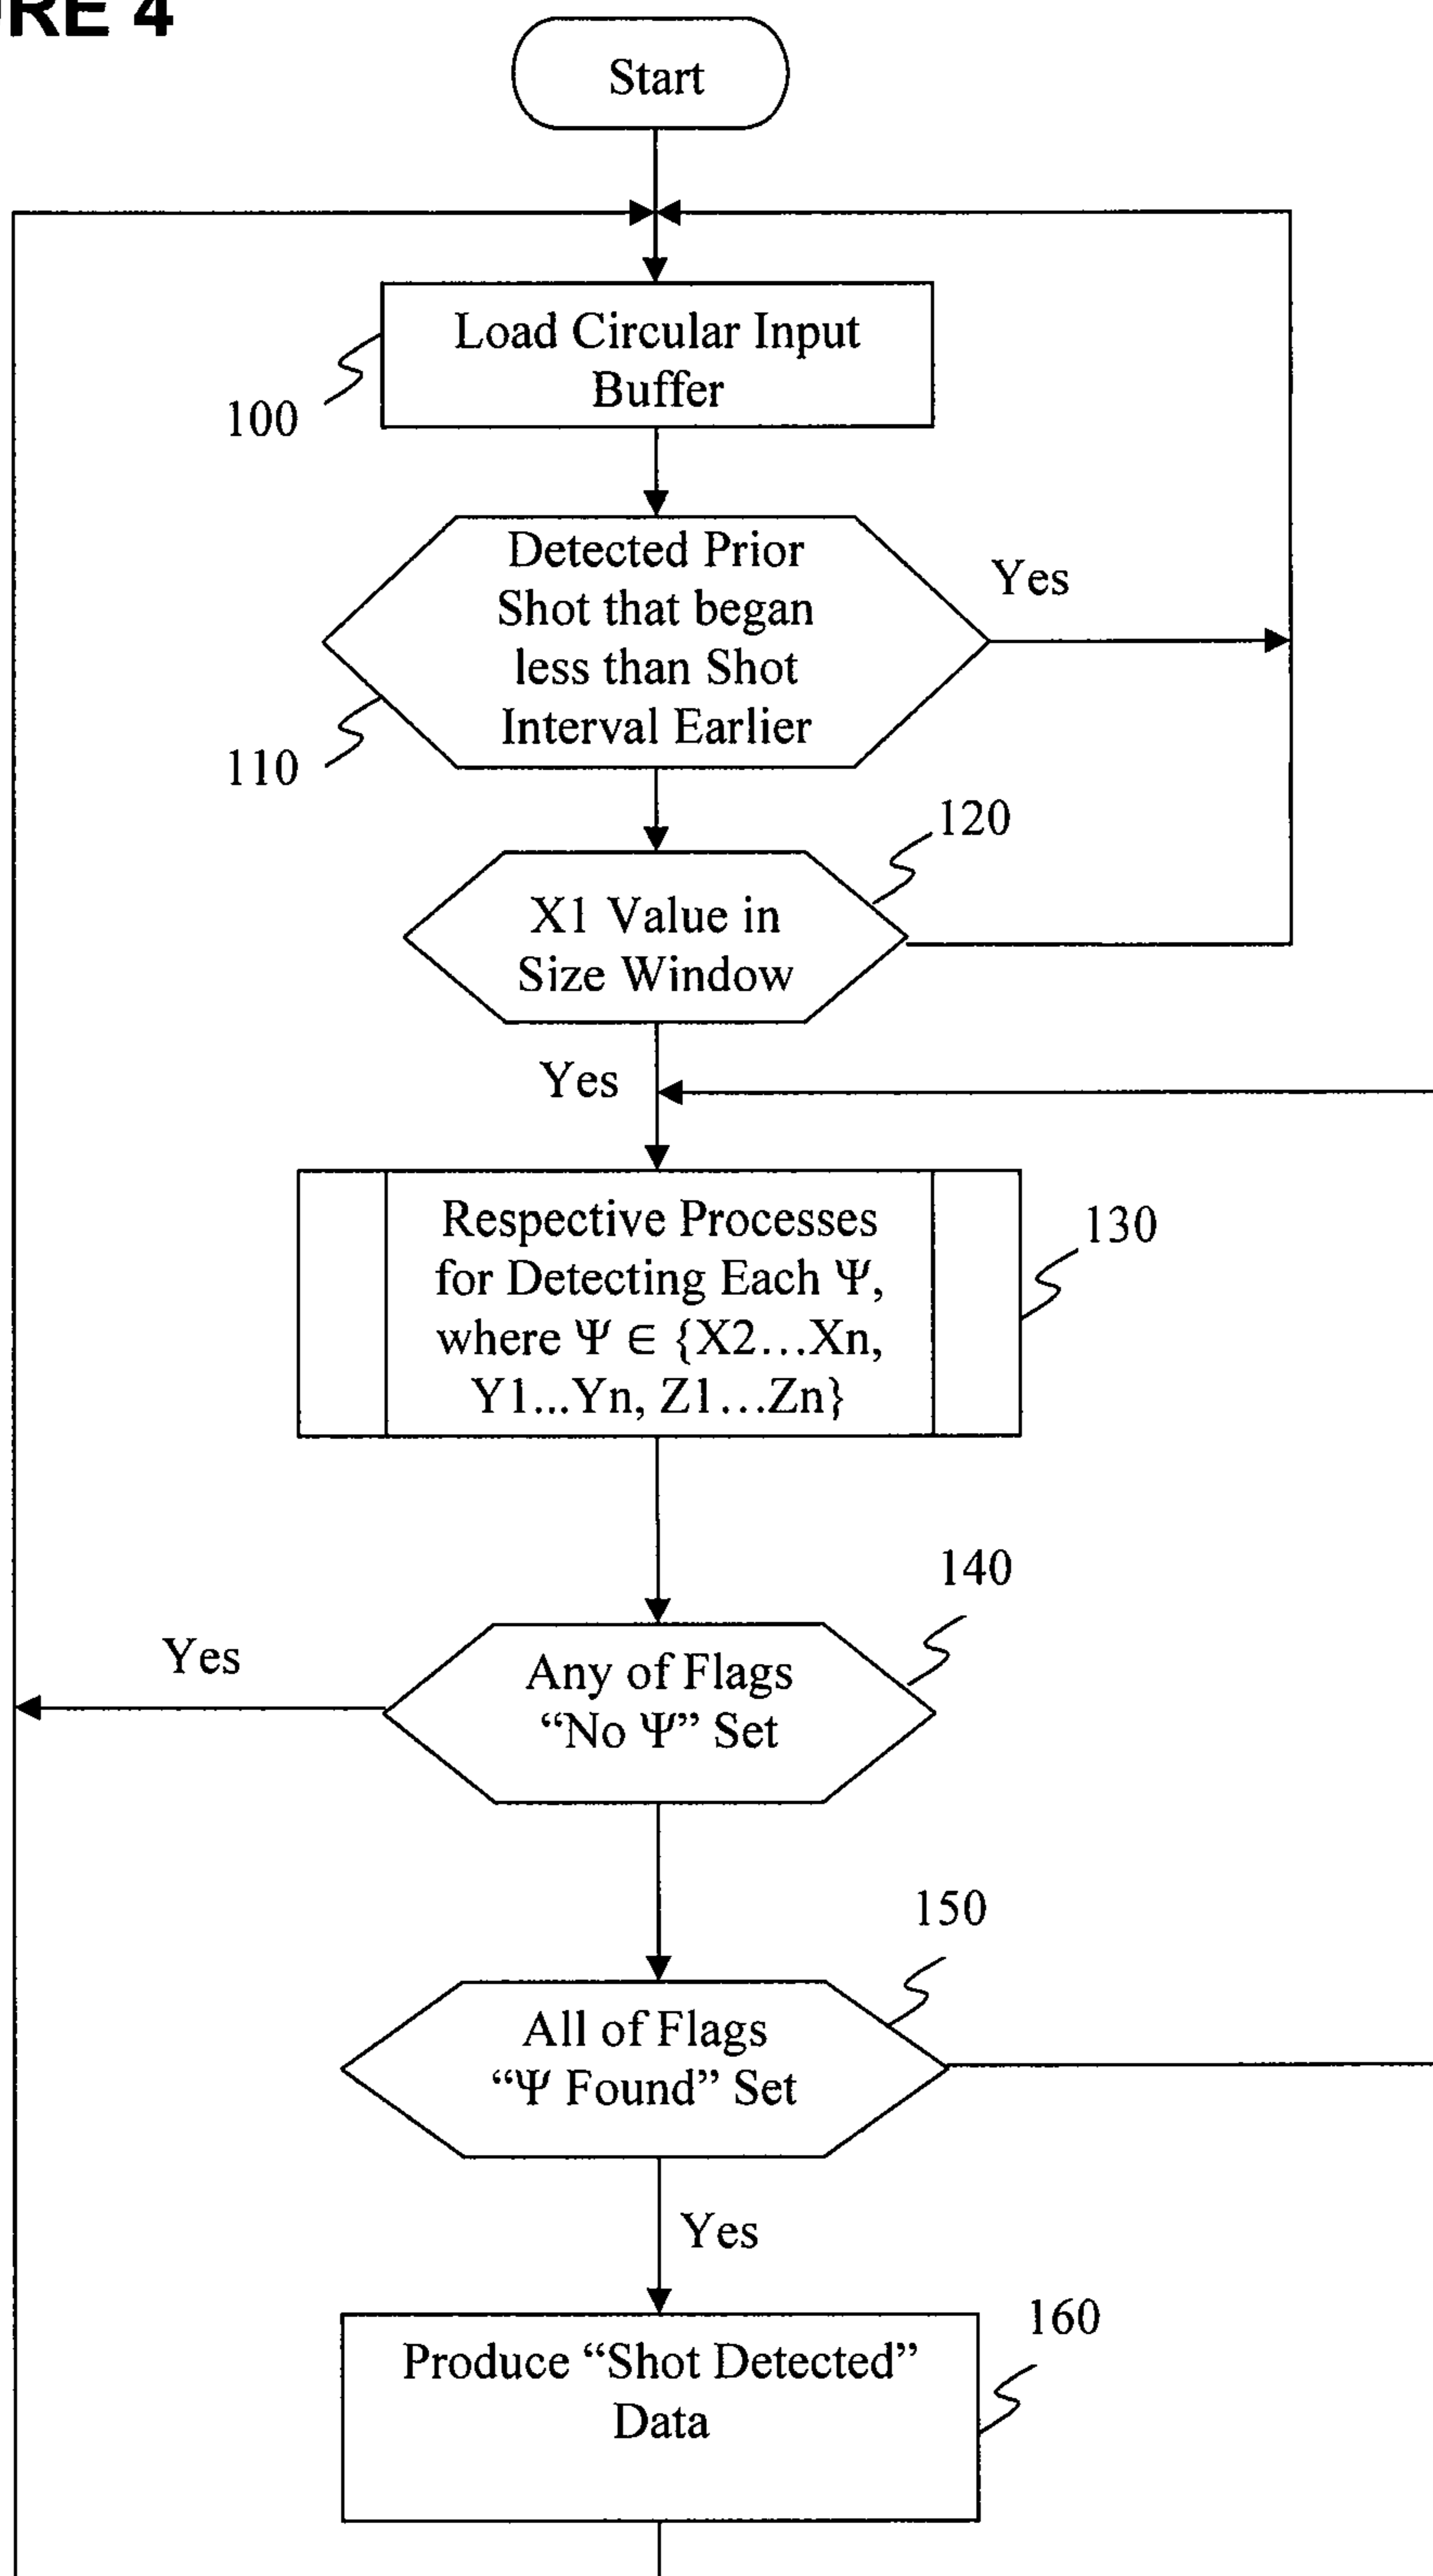 RE 4
Start
Load Circular Input
Buffer
100
Detected Prior
Shot that began
less than Shot
Interval Earlier
Yes
110
120
X1 Value in
Size Window
Yes
Respective Processes
for Detecting Each Ψ,
where Ψ ∈ {X2…Xn,
Y1...Yn, Z1…Zn}
130
140
Yes
Any of Flags
“No Ψ” Set
150
All of Flags
“Ψ Found” Set
Yes
160
Produce “Shot Detected”
Data